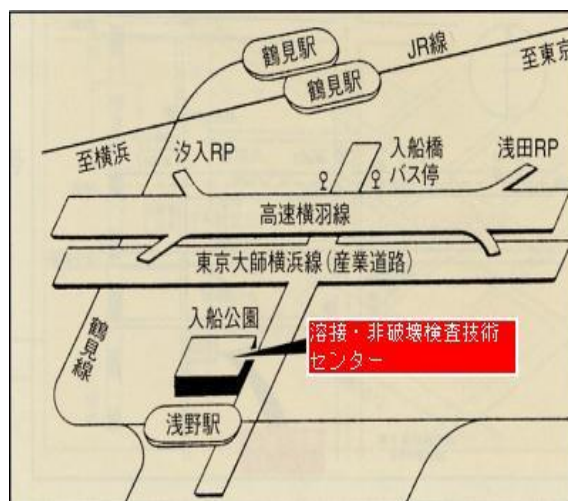 鶴見駅
JR線
至東京
鶴見駅
至横浜
汐入RP
入船橋
バス停
浅田RP
高速横羽線
東京大師横浜線(産業道路)
鶴見線
入船公園
溶接・非破壊検査技術
センター
浅野駅